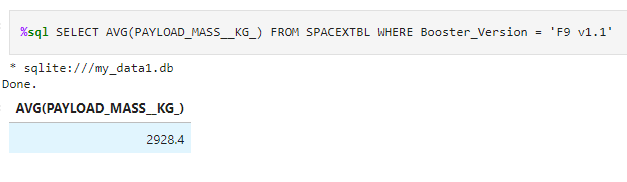 %sql SELECT AVG(PAYLOAD_MASS__KG_) FROM SPACEXTBL WHERE Booster_Version = 'F9 v1.1'
* sqlite:///my_data1.db
Done.
AVG(PAYLOAD_MASS__KG_)
2928.4